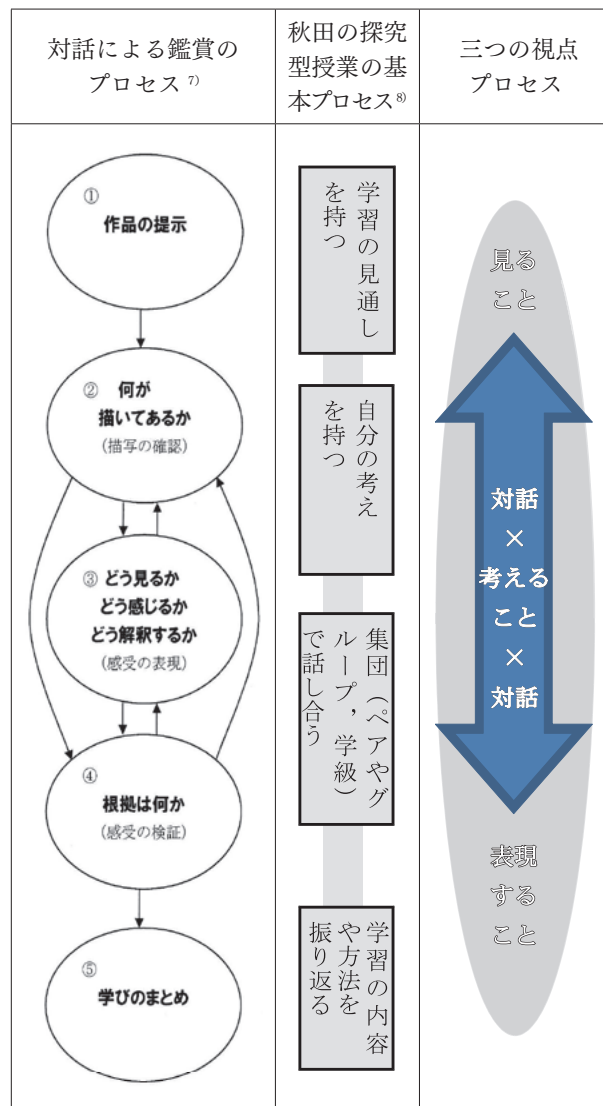 対話による鑑賞の
プロセス 7)
秋田の探究
型授業の基
本プロセス8)
三つの視点
プロセス
①
作品の提示
② 何が
描いてあるか
(描写の確認)
③ どう見るか
どう感じるか
どう解釈するか
(感受の表現)
④
根拠は何か
(感受の検証)
⑤
学びのまとめ
学習の見通し
を持つ
自分の考え
を持つ
集団(ペアやグ
ループ,学級)
で話し合う
学習の内容
や方法を
振り返る
見る
こと
対話
×
考える
こと
×
対話
表現
する
こと